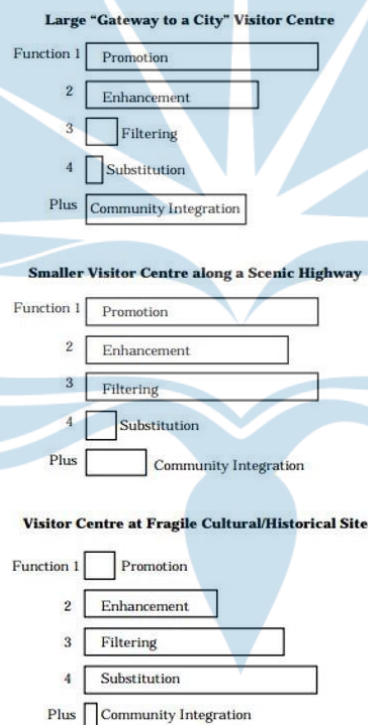 Large “Gateway to a City” Visitor Centre
Function 1 Promotion
2 Enhancement
3 Filtering
4 Substitution
Plus Community Integration
Smaller Visitor Centre along a Scenic Highway
Function 1 Promotion
2 Enhancement
3 Filtering
4 Substitution
Plus Community Integration
Visitor Centre at Fragile Cultural/Historical Site
Function 1 Promotion
2 Enhancement
3 Filtering
4 Substitution
Plus Community Integration